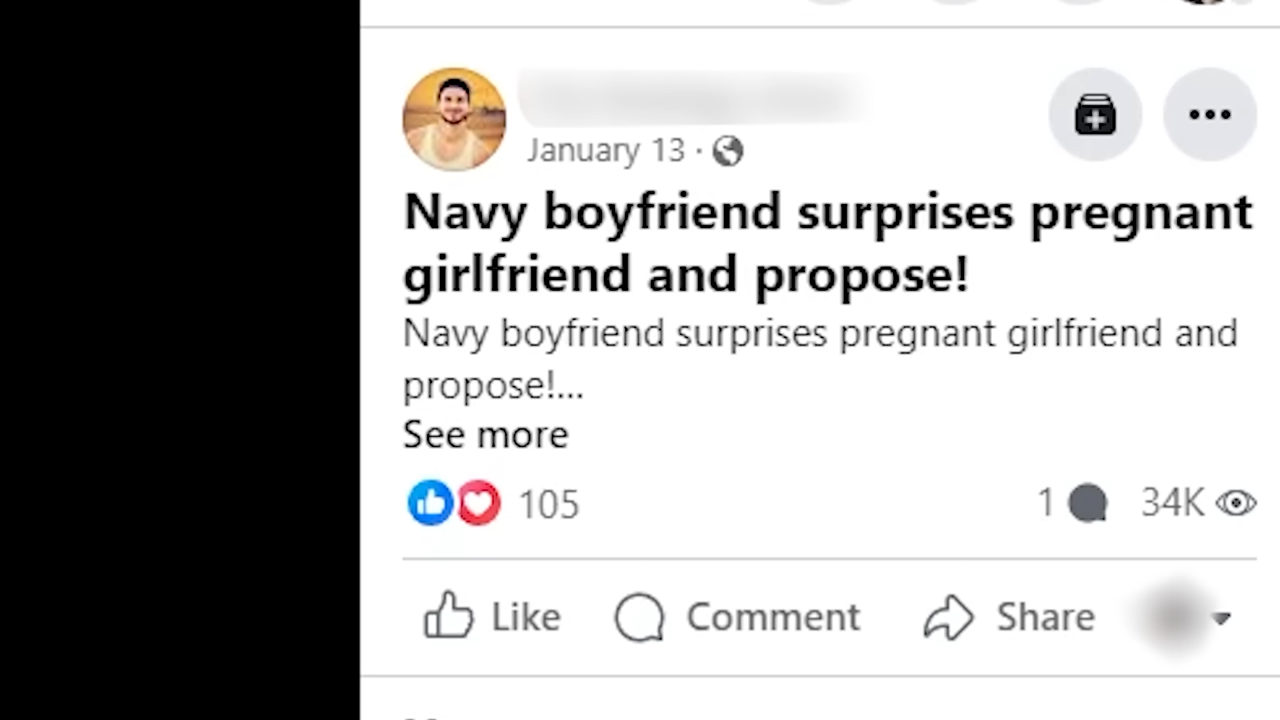 January 13 ·
Navy boyfriend surprises pregnant
girlfriend and propose!
Navy boyfriend surprises pregnant girlfriend and
propose!...
See more
105
1 34K
Like Comment Share